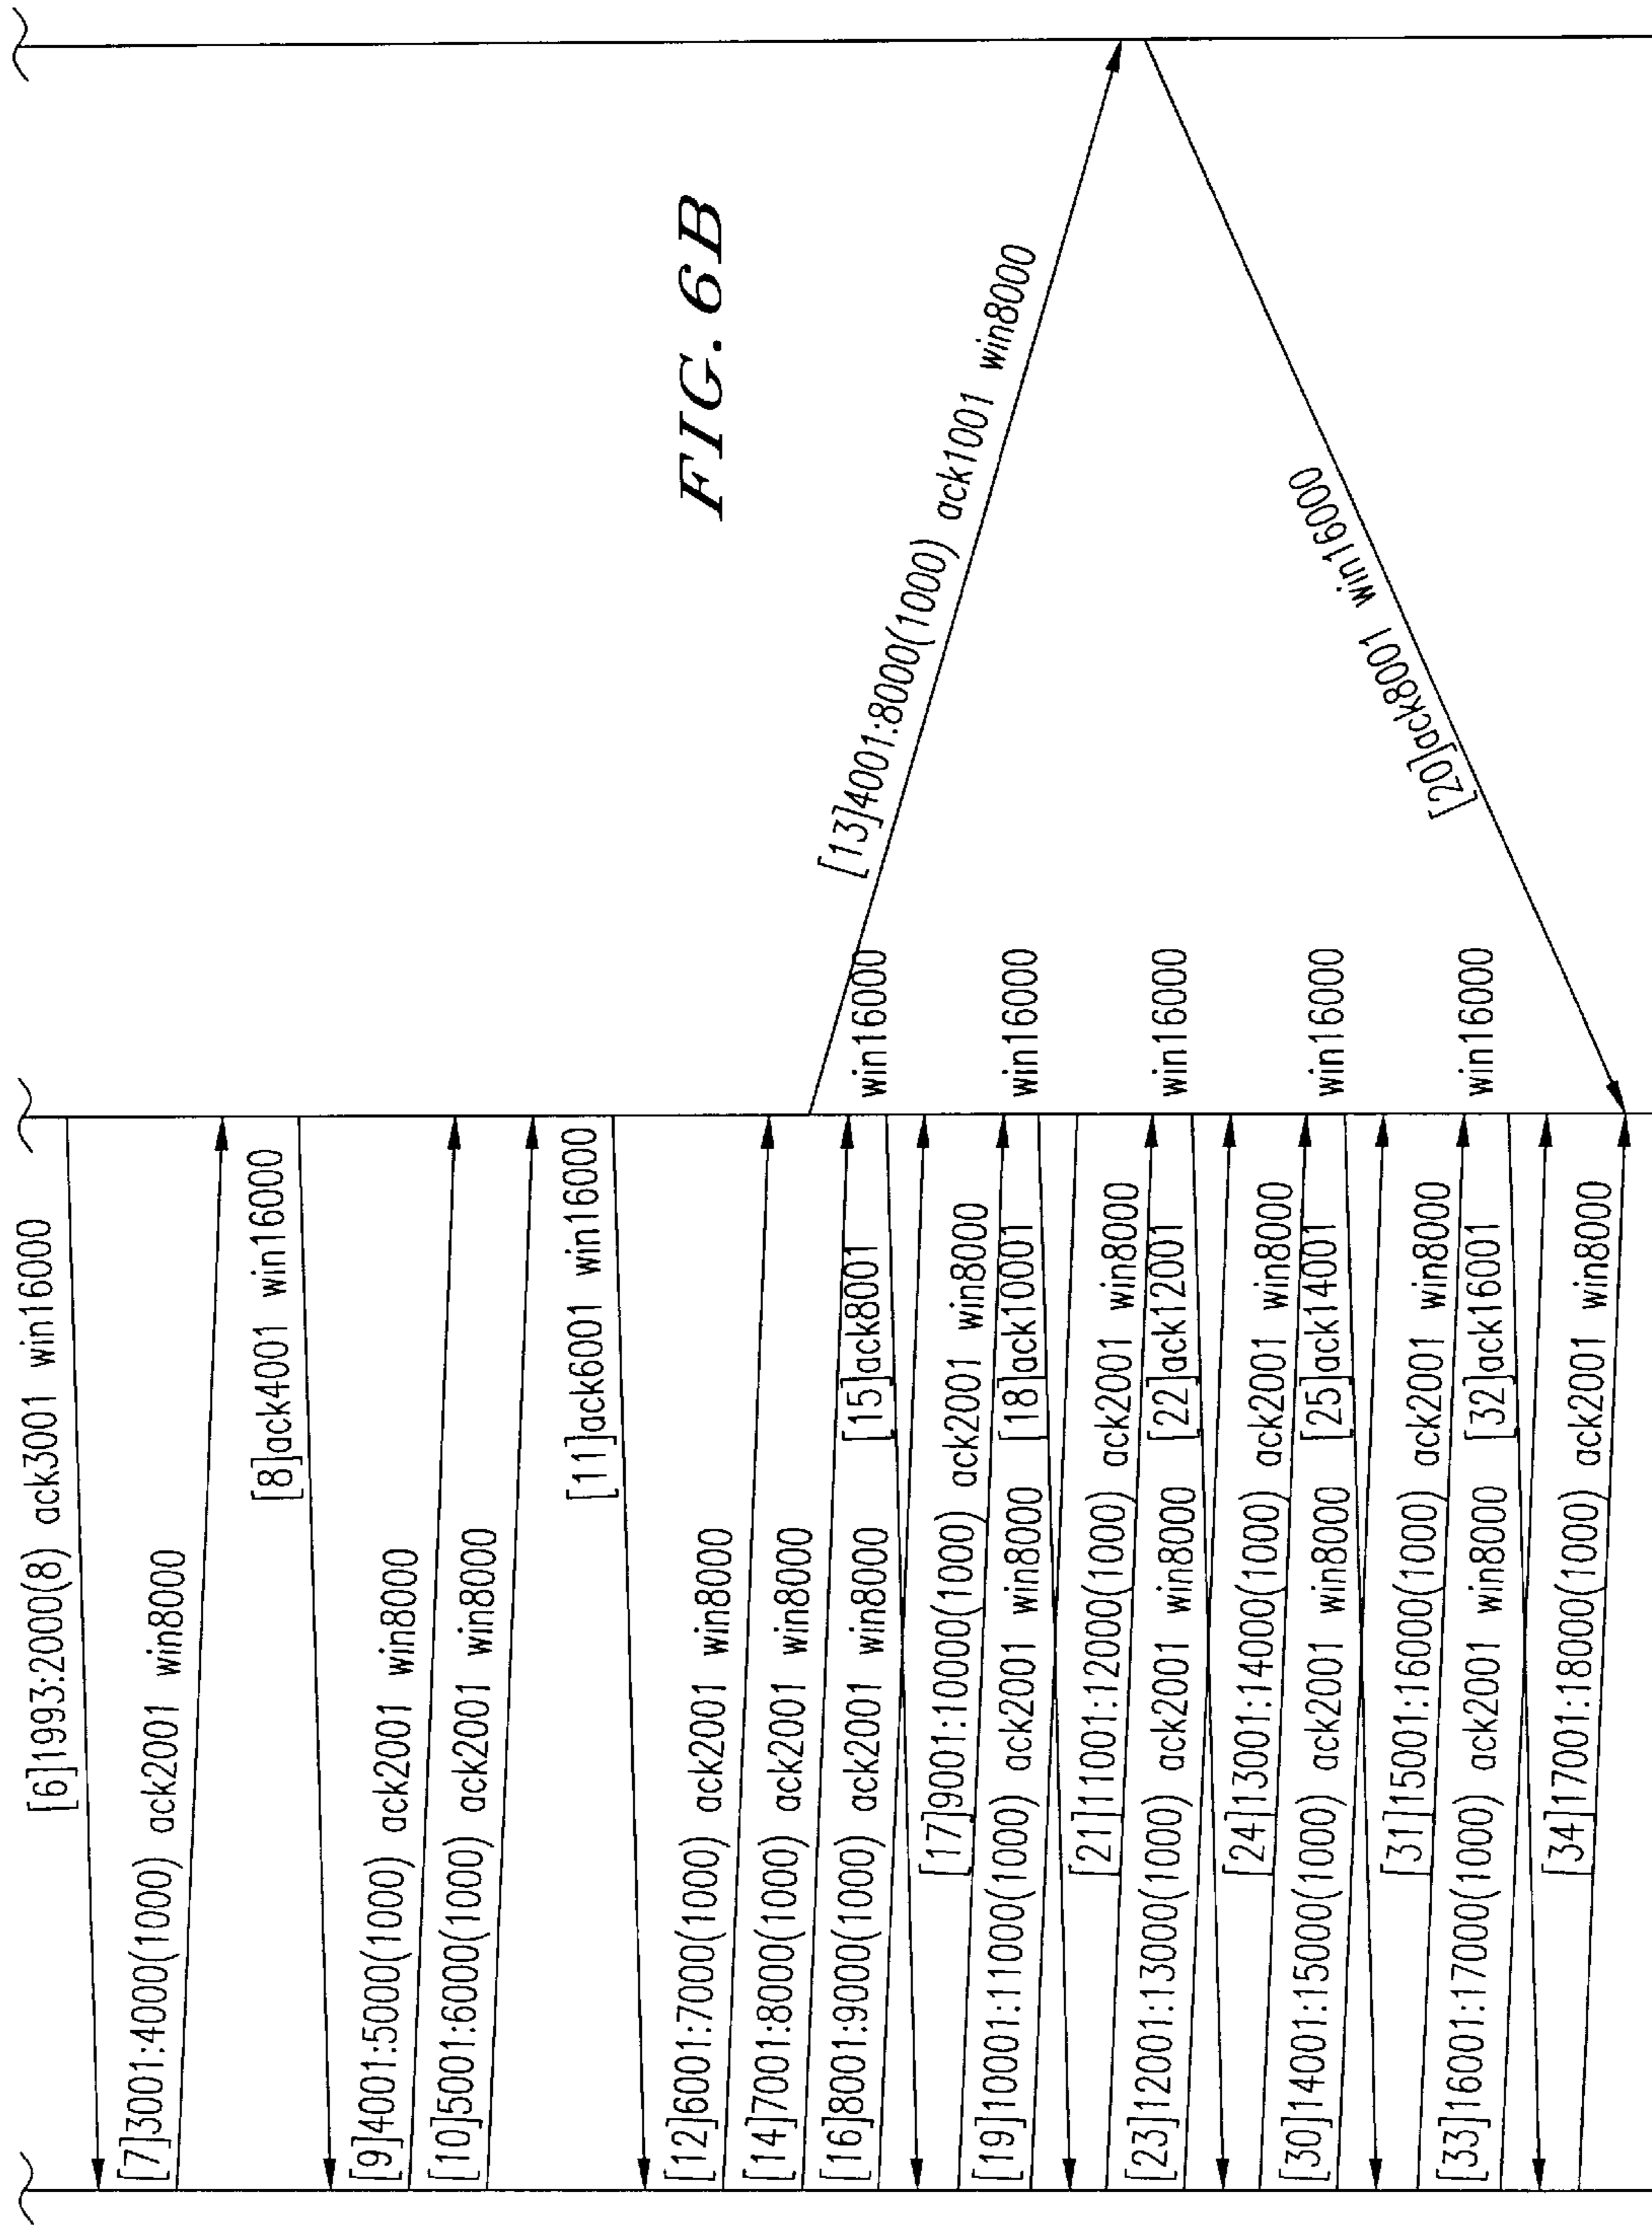 [6]1993:2000(8) ack3001 win16000
[7]3001:4000(1000) ack2001 win8000
[8]ack4001 win16000
[9]4001:5000(1000) ack2001 win8000
[10]5001:6000(1000) ack2001 win8000
[11]ack6001 win16000
FIG. 6B
[12]6001:7000(1000) ack2001 win8000
[14]7001:8000(1000) ack2001 win8000
[13]4001:8000(1000) ack1001 win8000
[16]8001:9000(1000) ack2001 win8000
[15]ack8001 win16000
[17]9001:10000(1000) ack2001 win8000
[19]10001:11000(1000) ack2001 win8000
[18]ack10001 win16000
[21]11001:12000(1000) ack2001 win8000
[23]12001:13000(1000) ack2001 win8000
[22]ack12001 win16000
[24]13001:14000(1000) ack2001 win8000
[20]ack8001 win16000
[30]14001:15000(1000) ack2001 win8000
[25]ack14001 win16000
[31]15001:16000(1000) ack2001 win8000
[33]16001:17000(1000) ack2001 win8000
[32]ack16001 win16000
[34]17001:18000(1000) ack2001 win8000